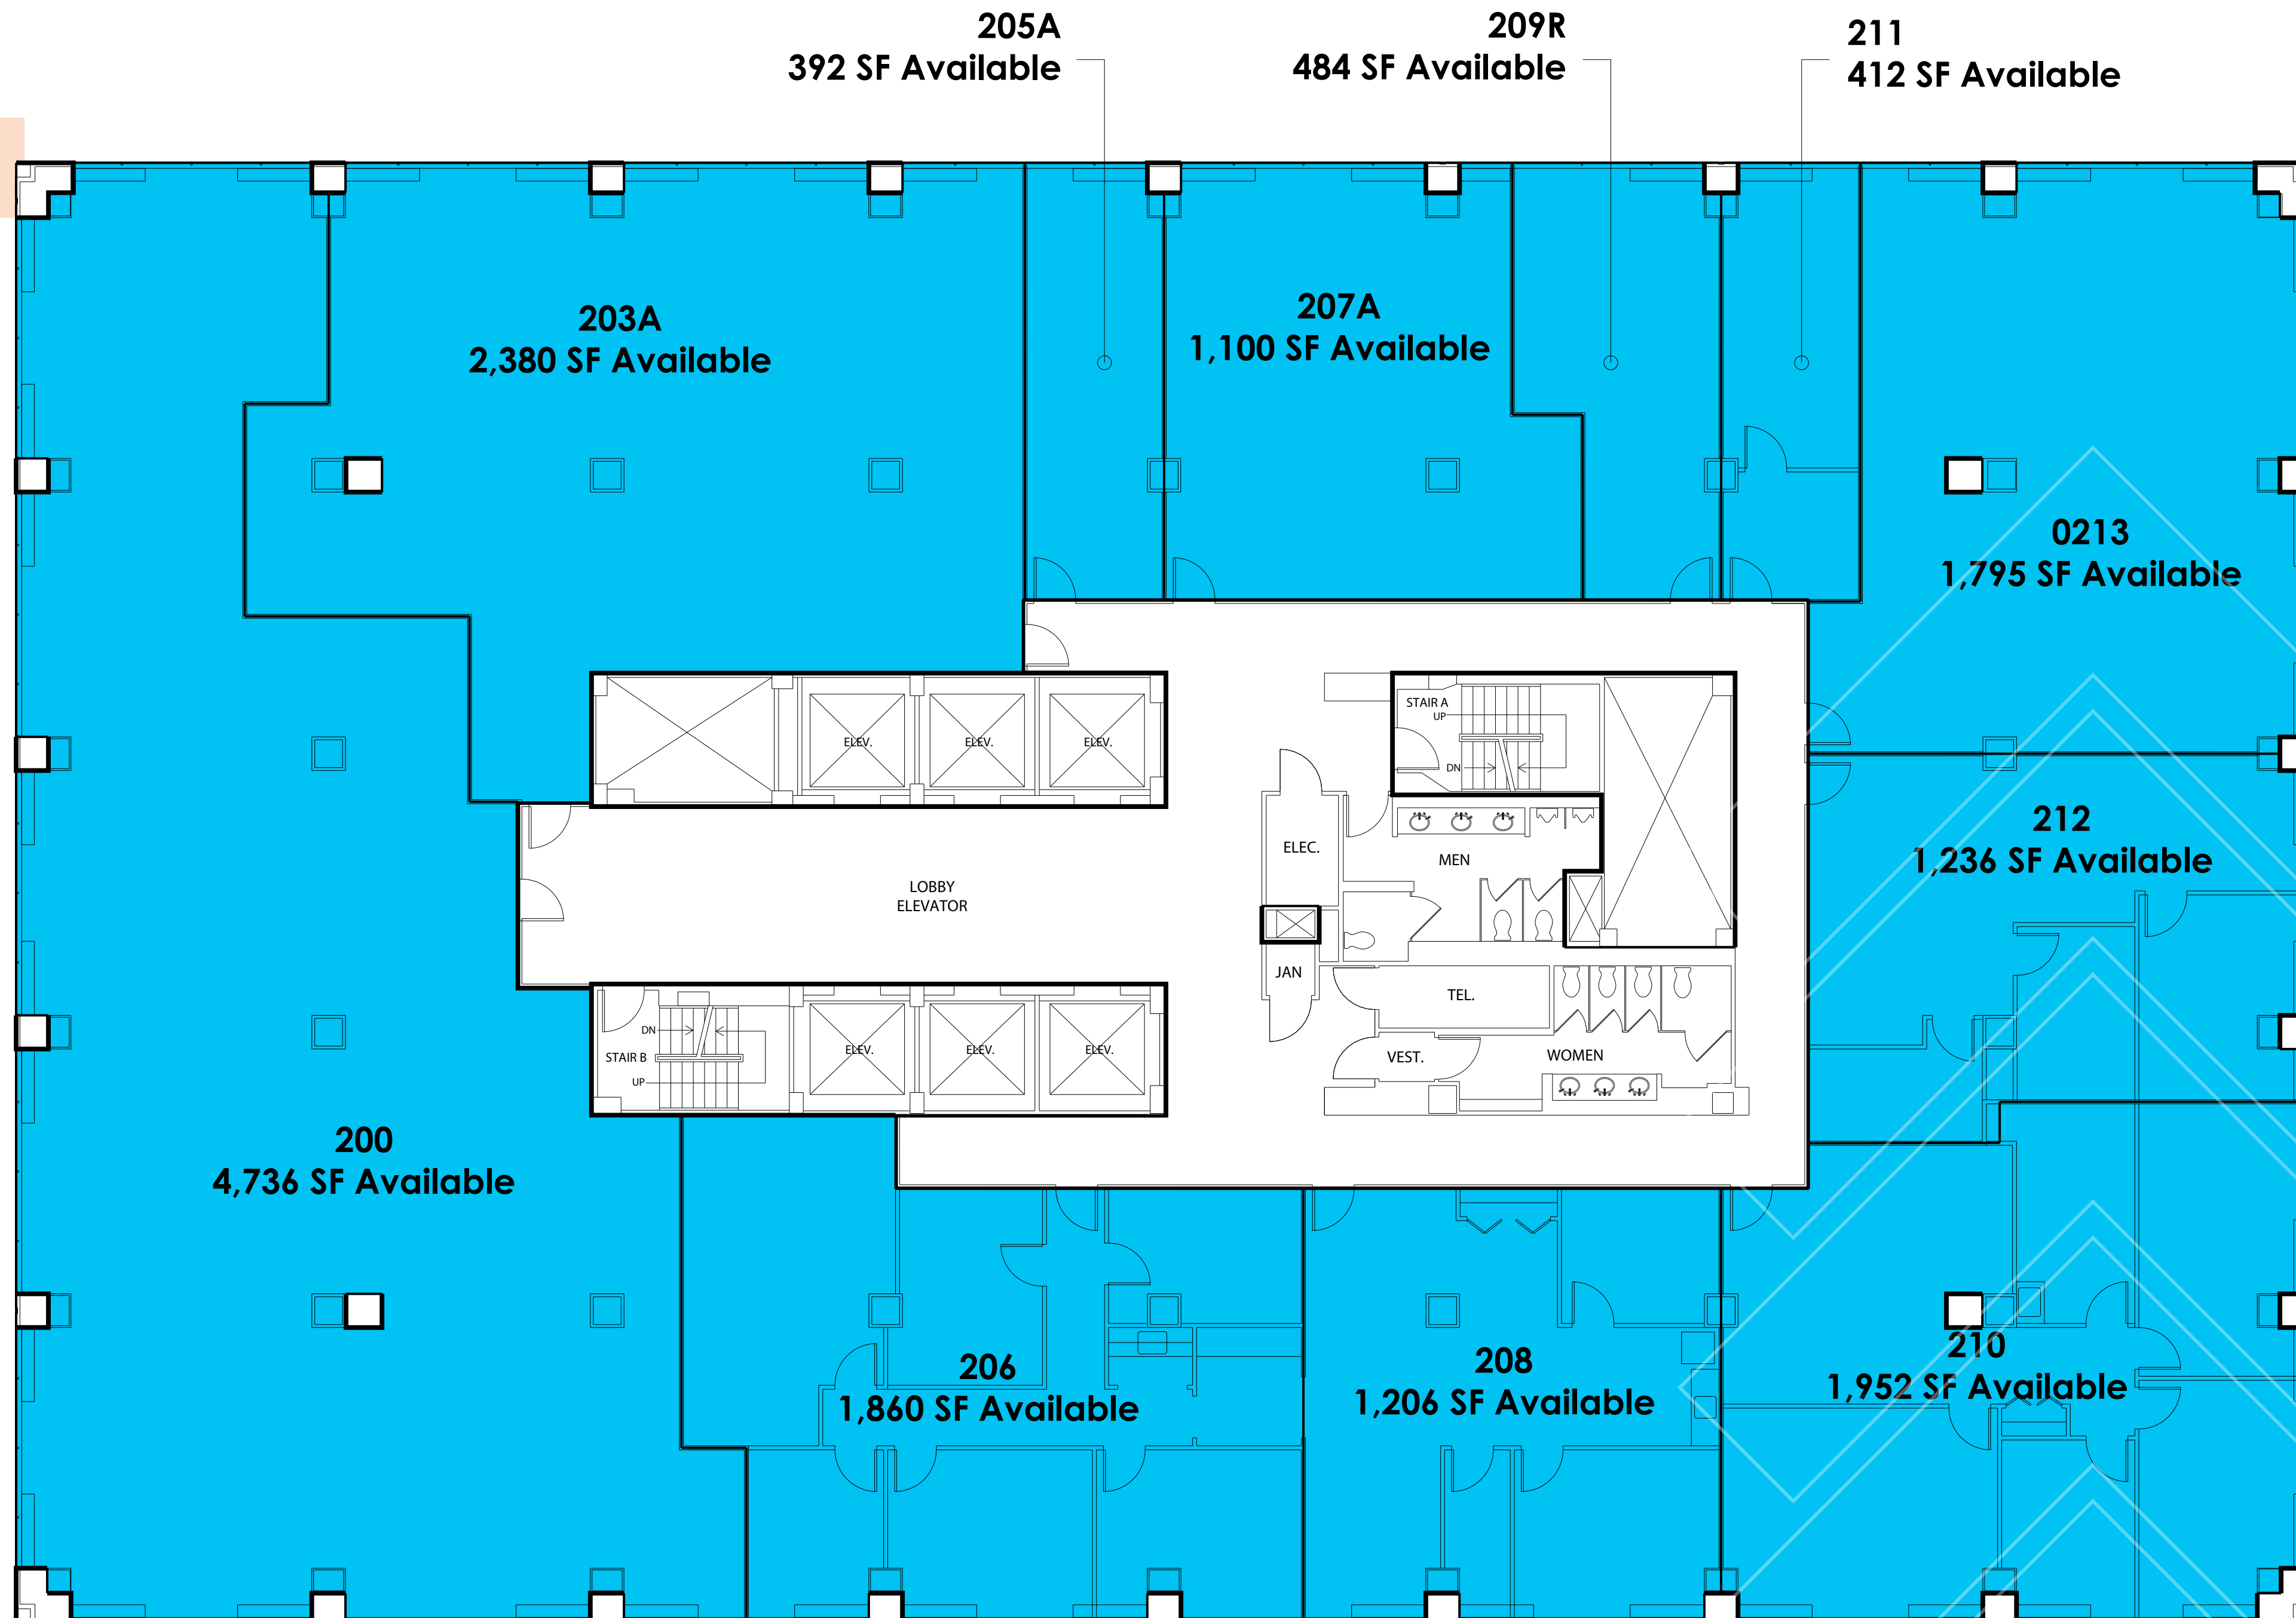 205A
392 SF Available
209R
484 SF Available
211
412 SF Available
203A
2,380 SF Available
207A
1,100 SF Available
0213
1,795 SF Available
STAIR A
UP
DN
ELEV.
ELEV.
ELEV.
212
1,236 SF Available
ELEC.
MEN
LOBBY
ELEVATOR
JAN
TEL.
DN
STAIR B
UP
ELEV.
ELEV.
ELEV.
VEST.
WOMEN
200
4,736 SF Available
206
1,860 SF Available
208
1,206 SF Available
210
1,952 SF Available